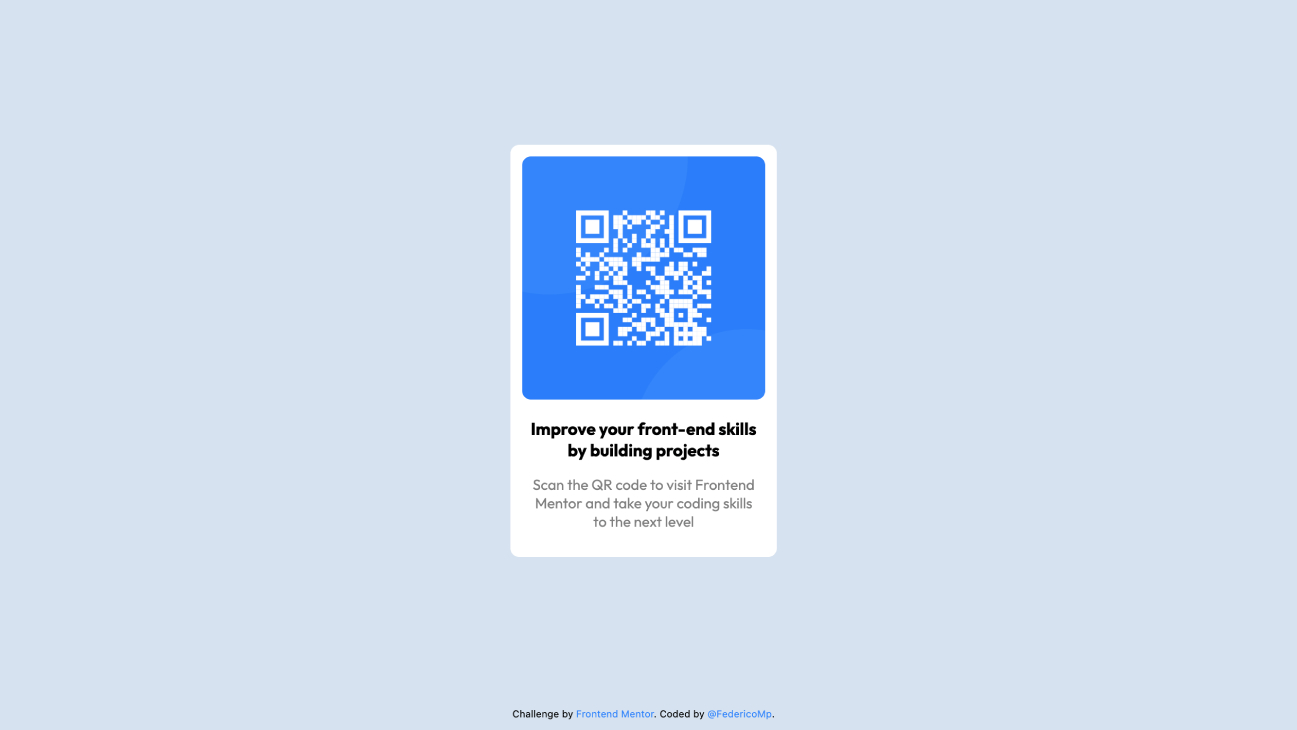 Improve your front-end skills
by building projects
Scan the QR code to visit Frontend
Mentor and take your coding skills
to the next level
Challenge by Frontend Mentor. Coded by @FedericoMp.